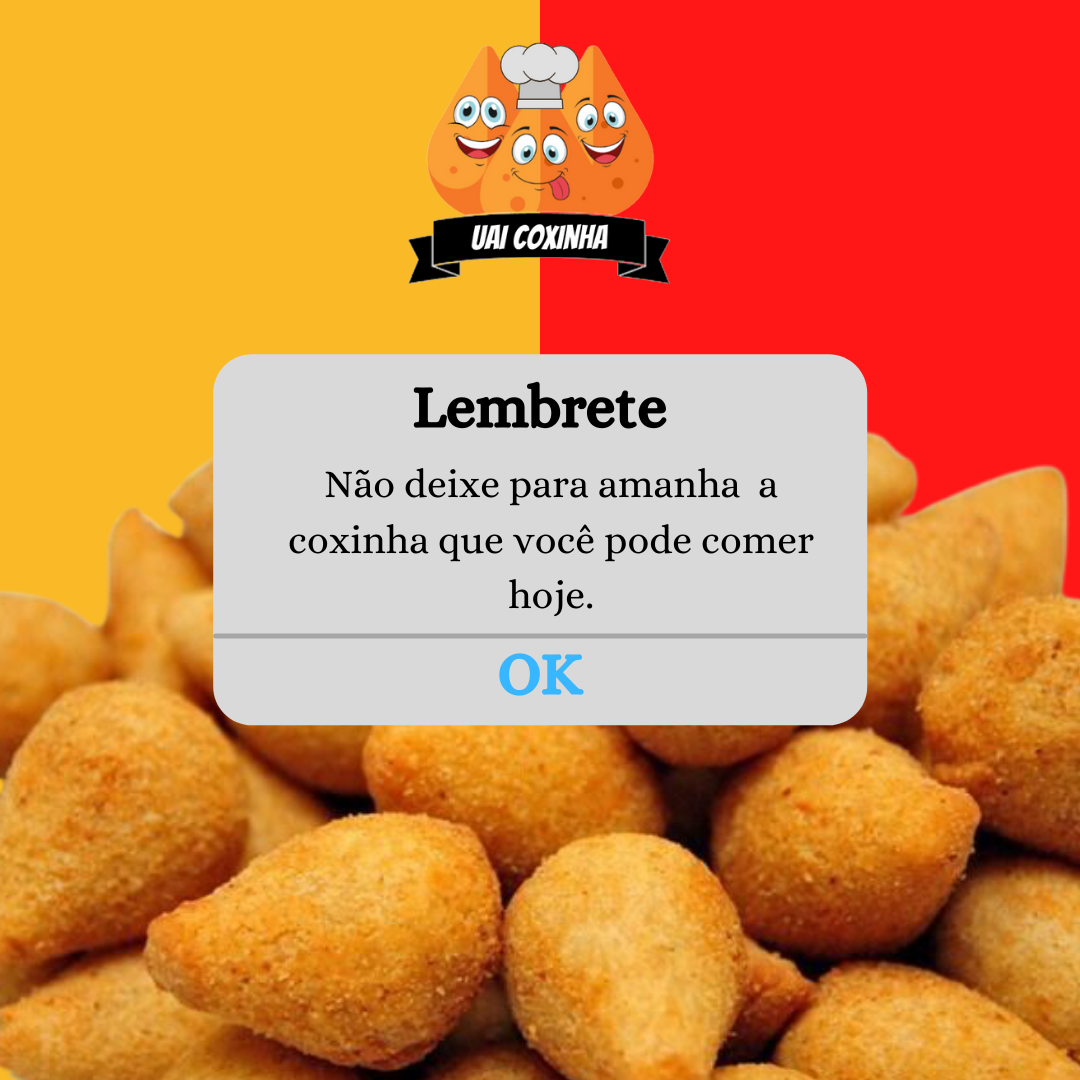 UAI COXINHA
Lembrete
Não deixe para amanha a
coxinha que você pode comer
hoje.
OK